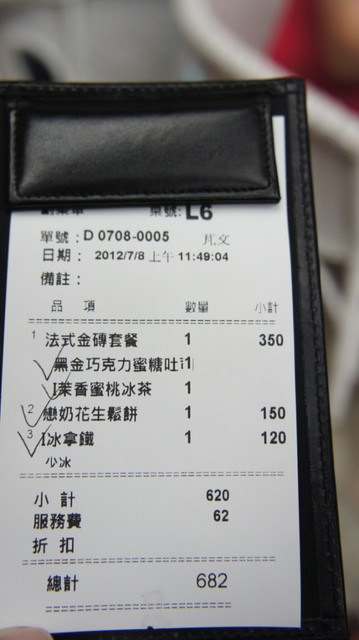 桌號: L6
單號：D 0708-0005
日期： 2012/7/8 上午 11:49:04
備註：
品 項 數量 小計
1 法式金磚套餐 1 350
黑金巧克力蜜糖吐 1
I茉香蜜桃冰茶 1
2 戀奶花生鬆餅 1 150
3 I冰拿鐵 1 120
少冰
小 計 620
服務費 62
折 扣
總計 682